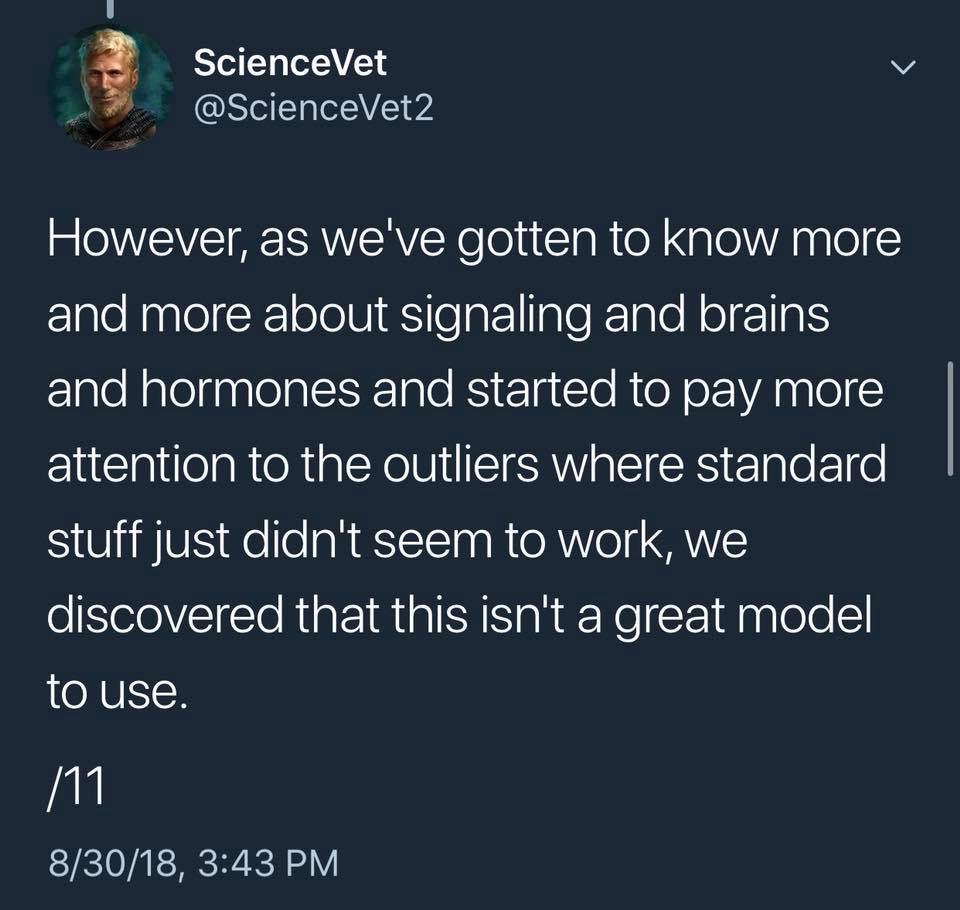 ScienceVet
@ScienceVet2
However, as we've gotten to know more
and more about signaling and brains
and hormones and started to pay more
attention to the outliers where standard
stuff just didn't seem to work, we
discovered that this isn't a great model
to use.
/11
8/30/18, 3:43 PM